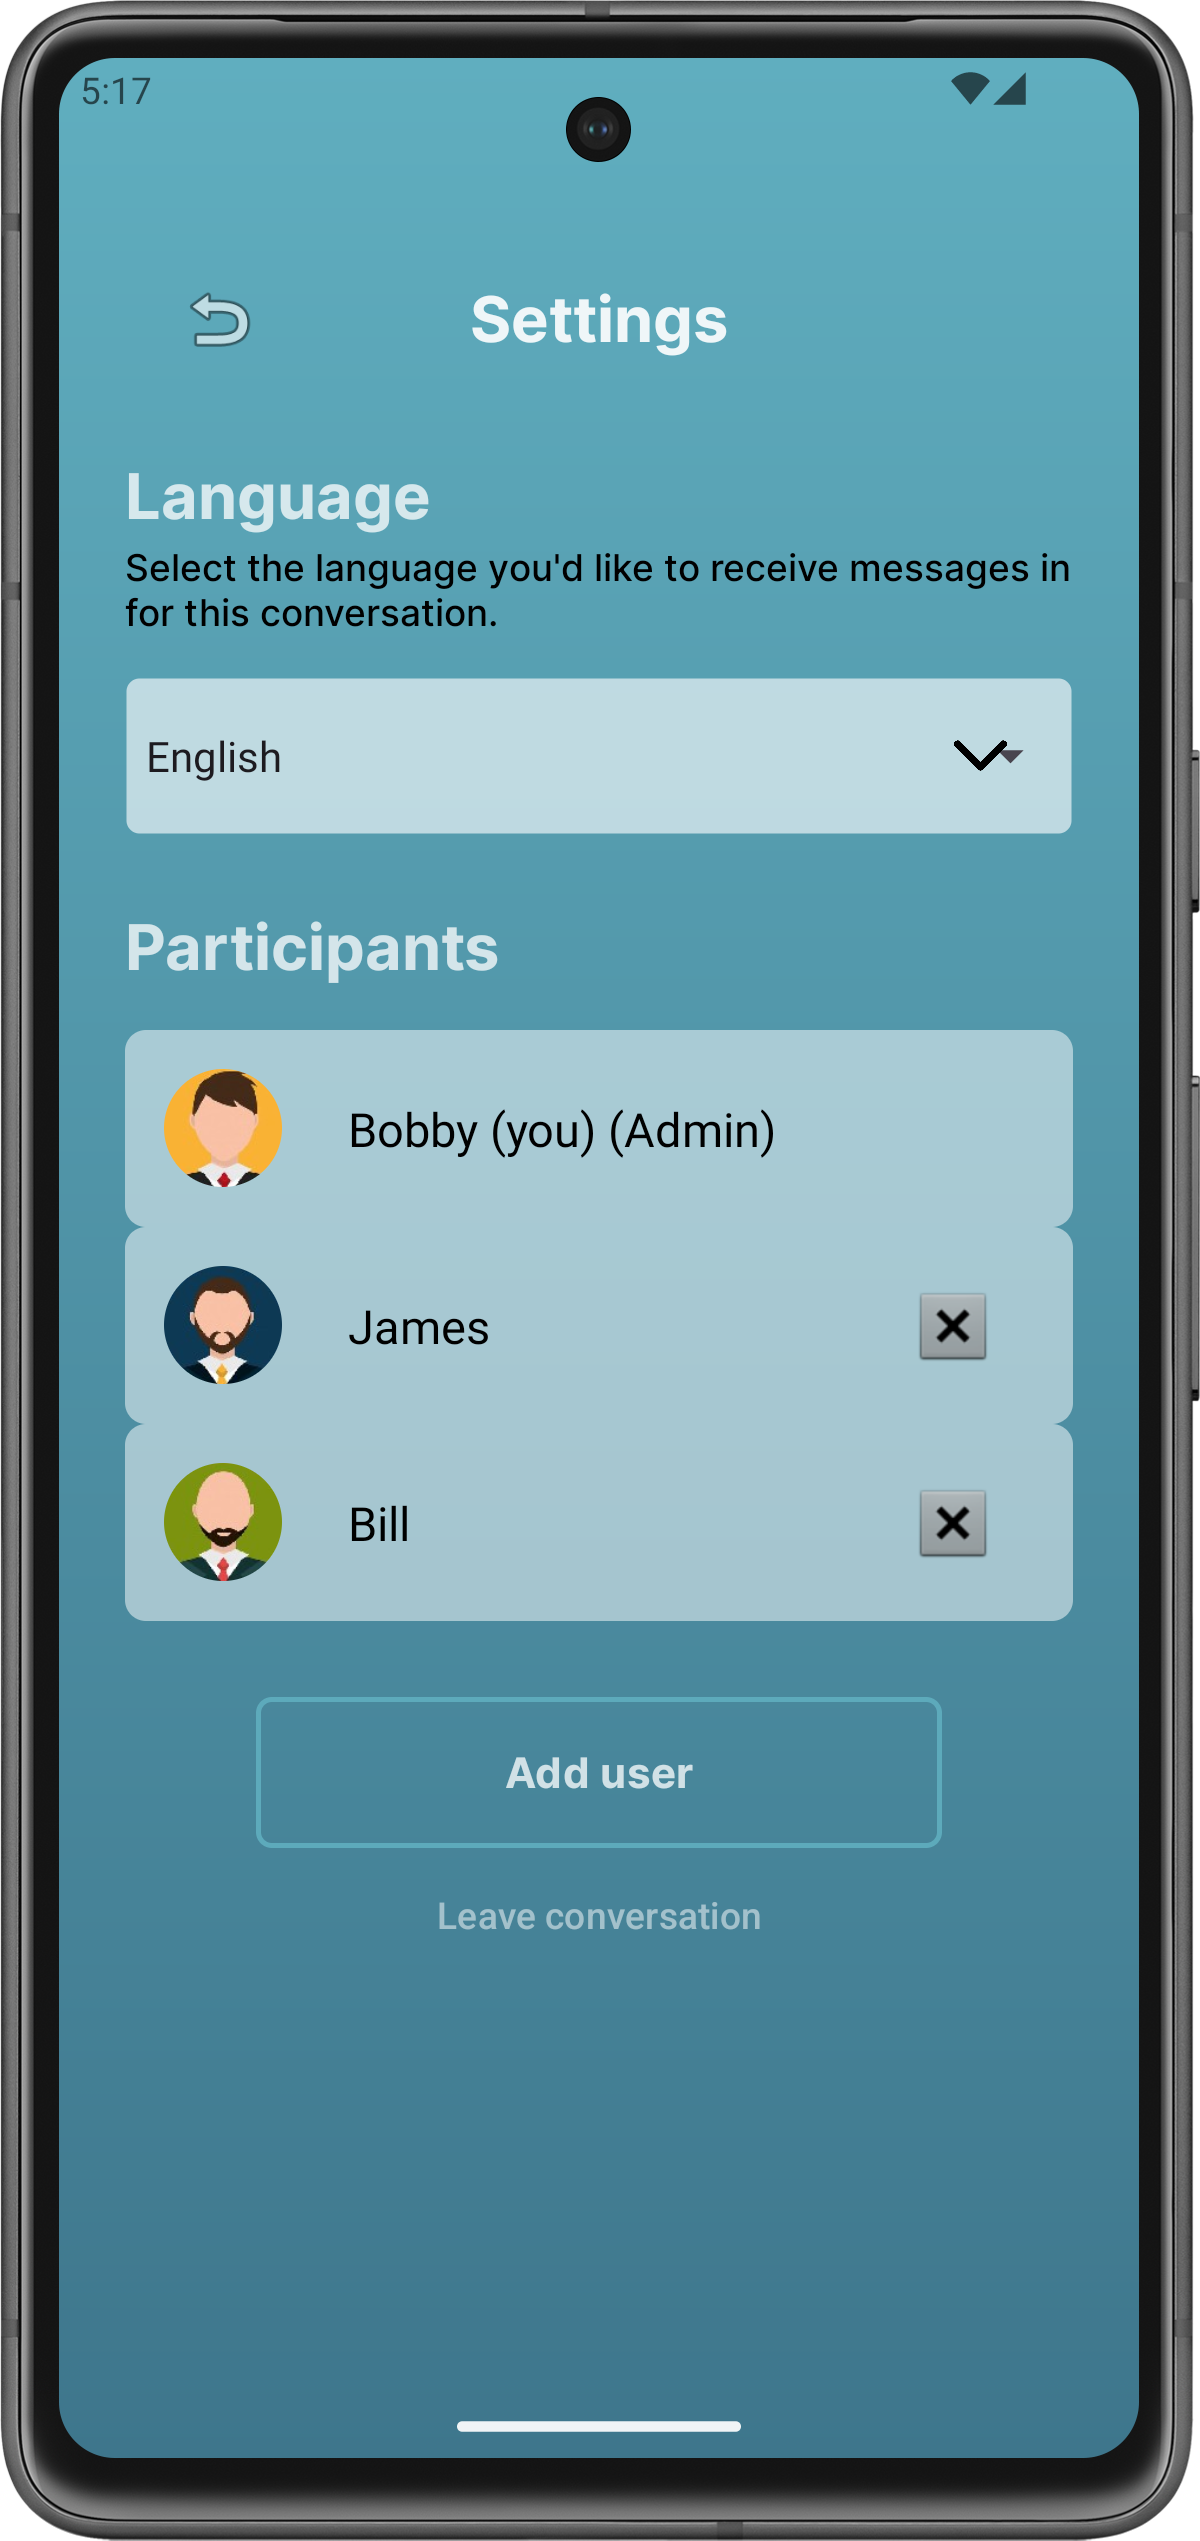 5:17
Settings
Language
Select the language you'd like to receive messages in
for this conversation.
English
Participants
Bobby (you) (Admin)
James
Bill
Add user
Leave conversation